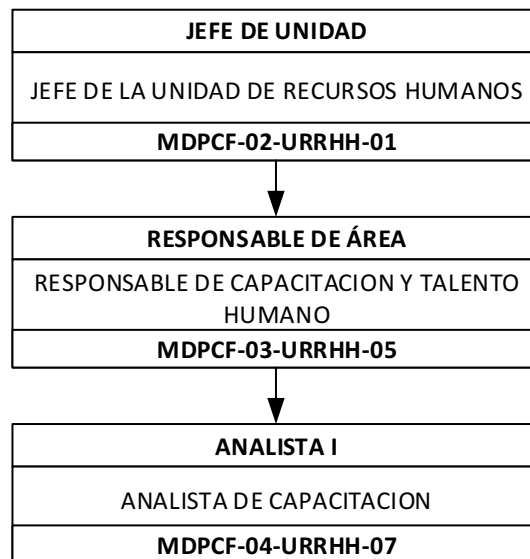 JEFE DE UNIDAD
JEFE DE LA UNIDAD DE RECURSOS HUMANOS
MDPCF-02-URRHH-01
RESPONSABLE DE ÁREA
RESPONSABLE DE CAPACITACION Y TALENTO
HUMANO
MDPCF-03-URRHH-05
ANALISTA I
ANALISTA DE CAPACITACION
MDPCF-04-URRHH-07